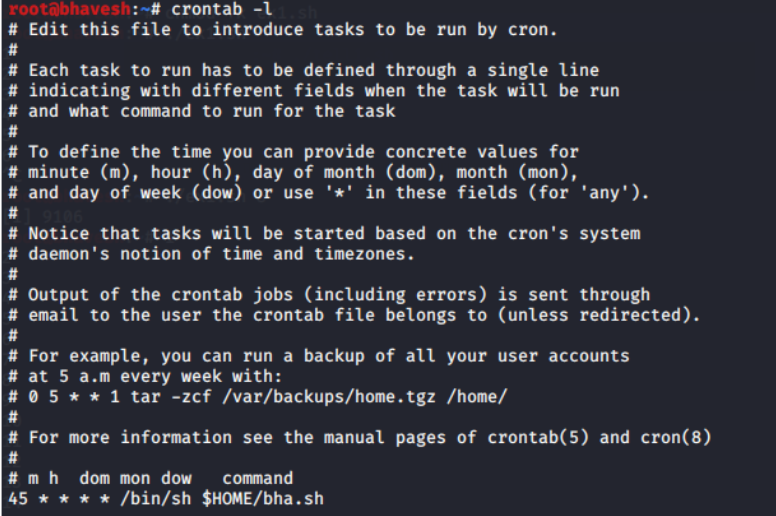 root@bhavesh:~# crontab -l
# Edit this file to introduce tasks to be run by cron.
#
# Each task to run has to be defined through a single line
# indicating with different fields when the task will be run
# and what command to run for the task
#
# To define the time you can provide concrete values for
# minute (m), hour (h), day of month (dom), month (mon),
# and day of week (dow) or use '*' in these fields (for 'any').
#
# Notice that tasks will be started based on the cron's system
# daemon's notion of time and timezones.
#
# Output of the crontab jobs (including errors) is sent through
# email to the user the crontab file belongs to (unless redirected).
#
# For example, you can run a backup of all your user accounts
# at 5 a.m every week with:
# 0 5 * * 1 tar -zcf /var/backups/home.tgz /home/
#
# For more information see the manual pages of crontab(5) and cron(8)
#
# m h  dom mon dow   command
45 * * * * /bin/sh $HOME/bha.sh